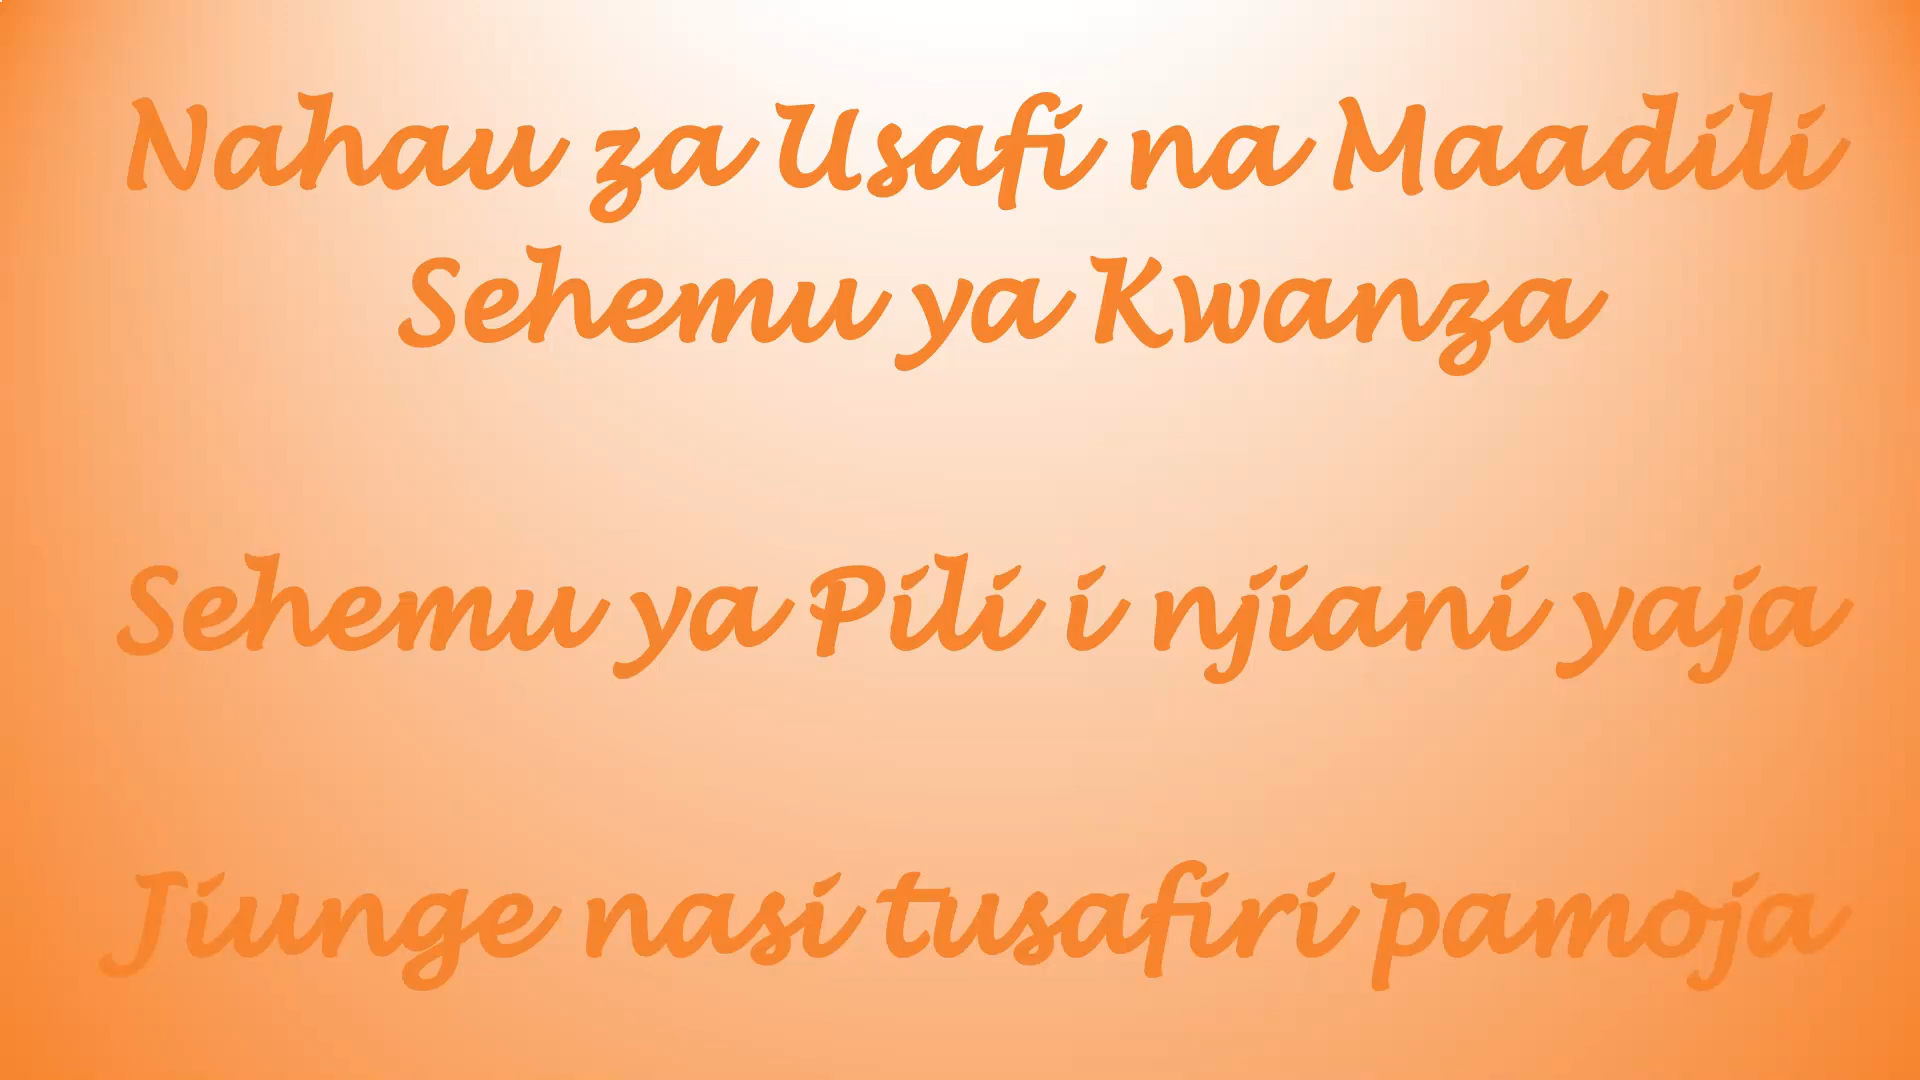 Nahau za Usafi na Maadili
Sehemu ya Kwanza
Sehemu ya Pili i njiani yaja
Jiunge nasi tusafiri pamoja